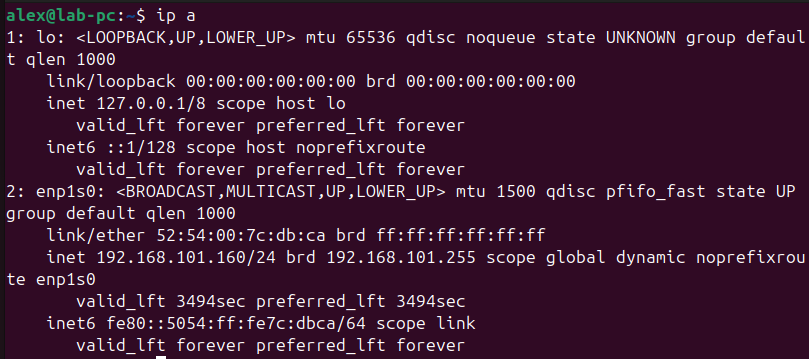 alex@lab-pc:~$ ip a
1: lo: <LOOPBACK,UP,LOWER_UP> mtu 65536 qdisc noqueue state UNKNOWN group defaul
t qlen 1000
    link/loopback 00:00:00:00:00:00 brd 00:00:00:00:00:00
    inet 127.0.0.1/8 scope host lo
       valid_lft forever preferred_lft forever
    inet6 ::1/128 scope host noprefixroute
       valid_lft forever preferred_lft forever
2: enp1s0: <BROADCAST,MULTICAST,UP,LOWER_UP> mtu 1500 qdisc pfifo_fast state UP
group default qlen 1000
    link/ether 52:54:00:7c:db:ca brd ff:ff:ff:ff:ff:ff
    inet 192.168.101.160/24 brd 192.168.101.255 scope global dynamic noprefixrou
te enp1s0
       valid_lft 3494sec preferred_lft 3494sec
    inet6 fe80::5054:ff:fe7c:dbca/64 scope link
       valid_lft forever preferred_lft forever